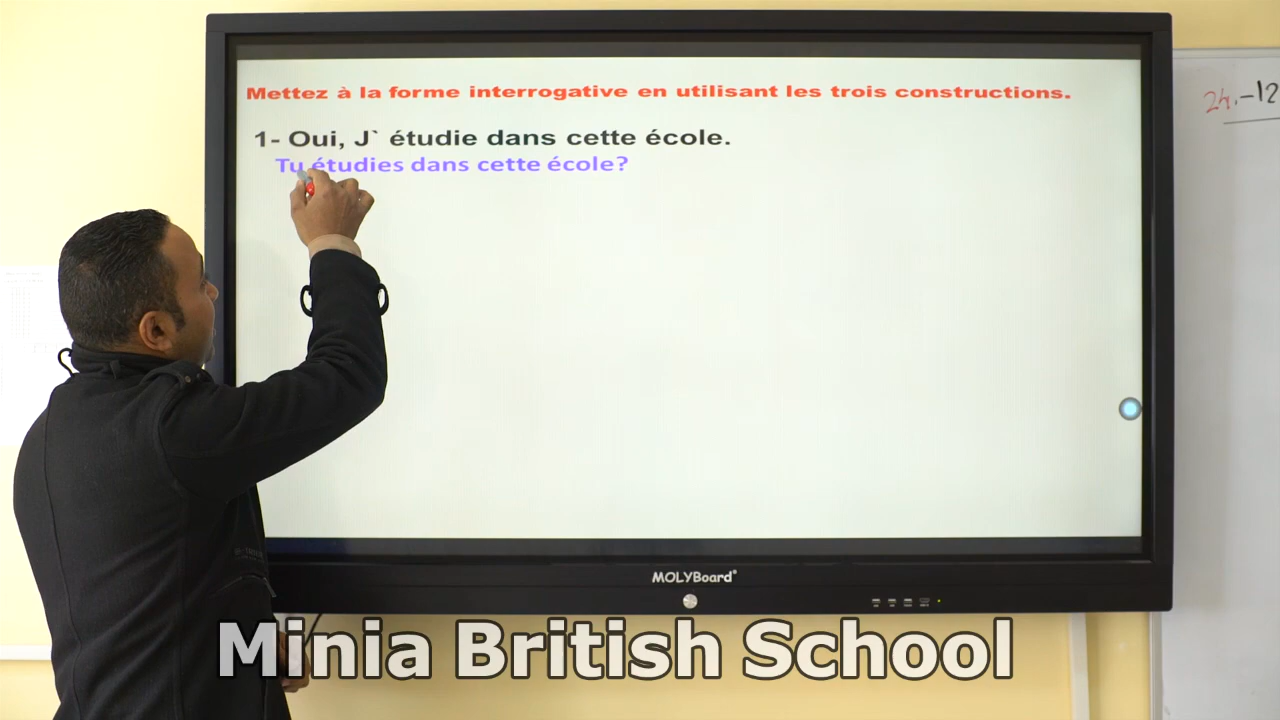 Mettez à la forme interrogative en utilisant les trois constructions.
1- Oui, J` étudie dans cette école.
Tu étudies dans cette école?
24.-12
MOLYBoard®
Minia British School